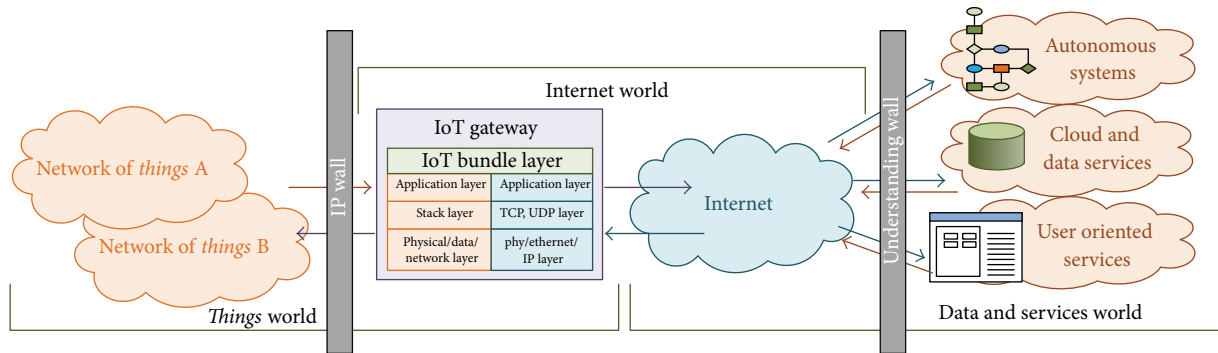 Internet world
IoT gateway
IoT bundle layer
Application layer
Application layer
Stack layer
TCP, UDP layer
Physical/data/
network layer
phy/ethernet/
IP layer
Network of things A
Network of things B
Things world
IP wall
Internet
Understanding wall
Autonomous
systems
Cloud and
data services
User oriented
services
Data and services world